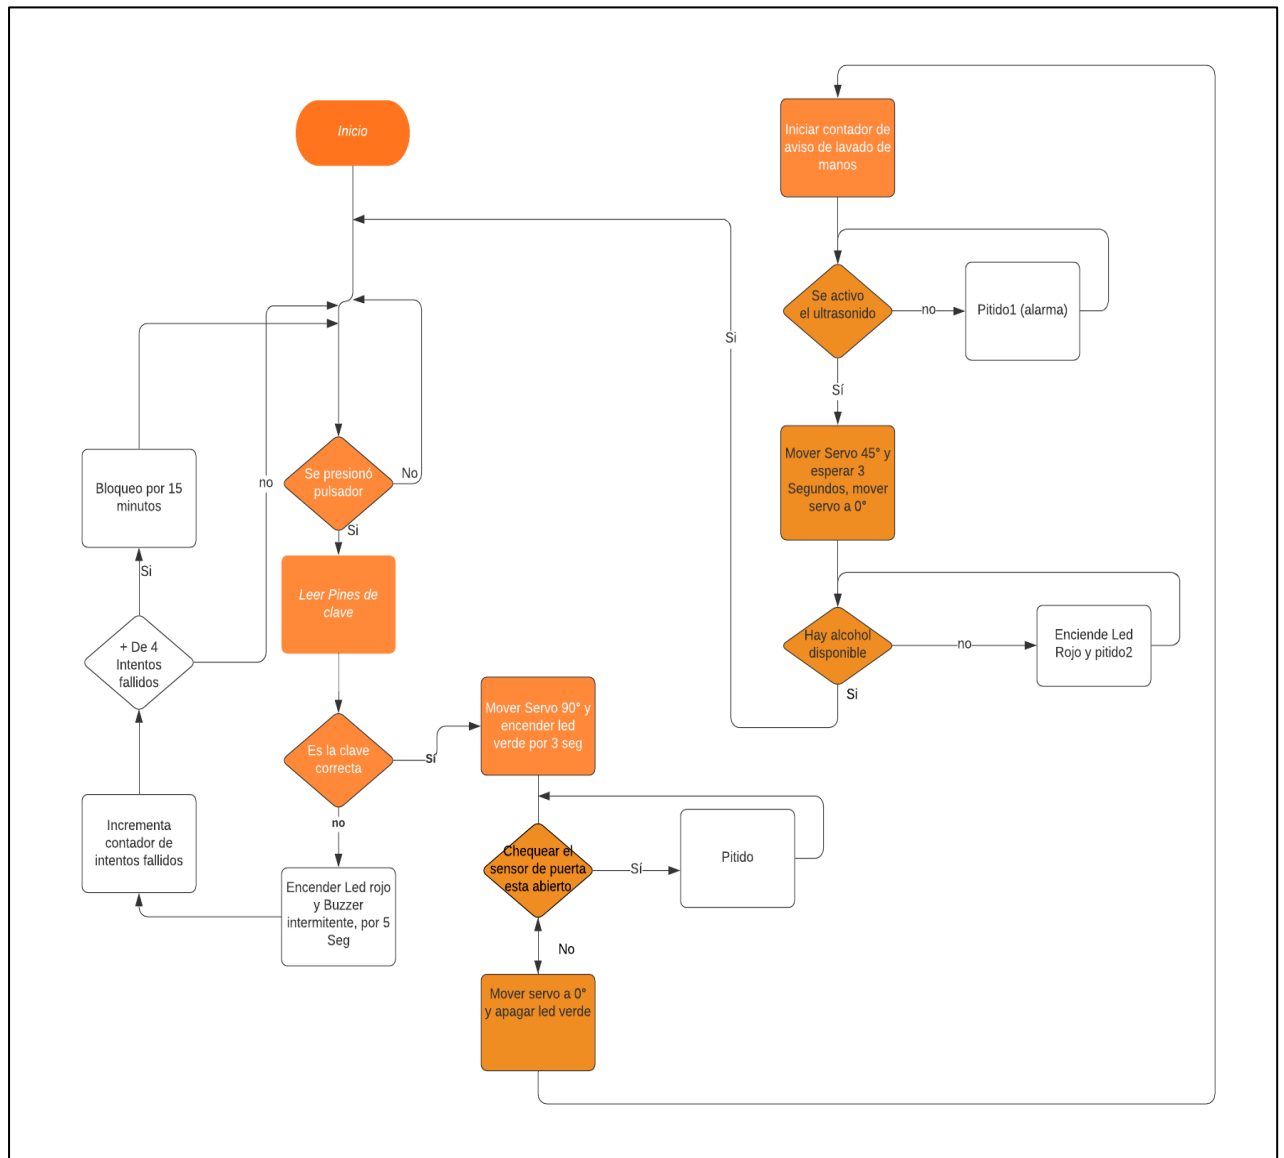 Inicio
Se presionó
pulsador
No
Si
Leer Pines de
clave
Es la clave
correcta
Sí
no
Encender Led rojo
y Buzzer
intermitente, por 5
Seg
Incrementa
contador de
intentos fallidos
+ De 4
Intentos
fallidos
no
Si
Bloqueo por 15
minutos
Mover Servo 90° y
encender led
verde por 3 seg
Chequear el
sensor de puerta
esta abierto
Sí
Pitido
No
Mover servo a 0°
y apagar led verde
Iniciar contador de
aviso de lavado de
manos
Se activo
el ultrasonido
no
Pitido1 (alarma)
Sí
Mover Servo 45° y
esperar 3
Segundos, mover
servo a 0°
Hay alcohol
disponible
no
Enciende Led
Rojo y pitido2
Si
Si